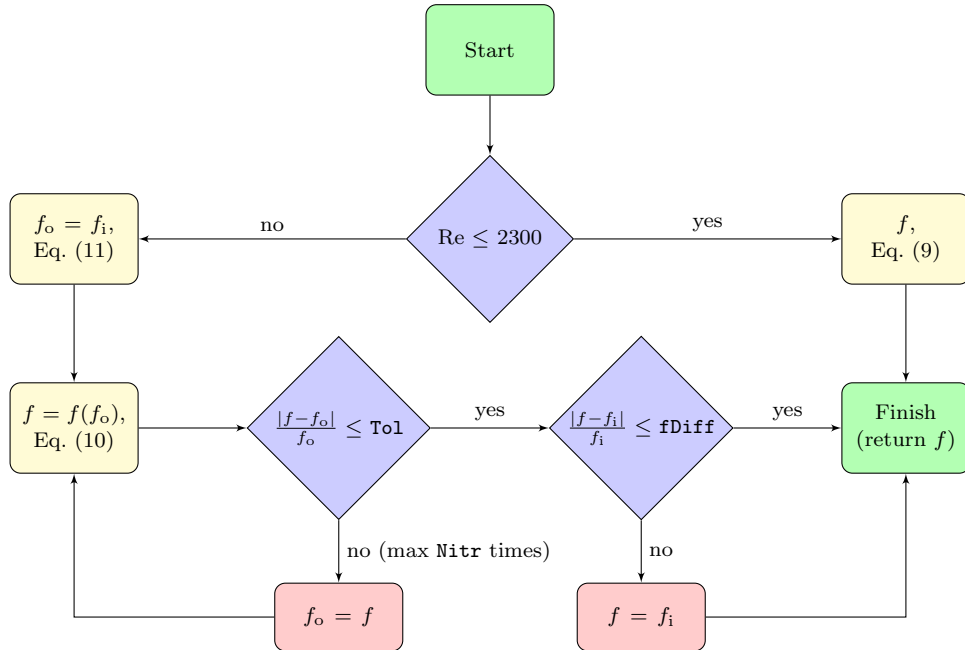 Start
no
Re ≤ 2300
yes
f_o = f_i,
Eq. (11)
f,
Eq. (9)
f = f(f_o),
Eq. (10)
|f−f_o|/f_o ≤ Tol
yes
|f−f_i|/f_i ≤ fDiff
yes
Finish
(return f)
no (max Nitr times)
no
f_o = f
f = f_i